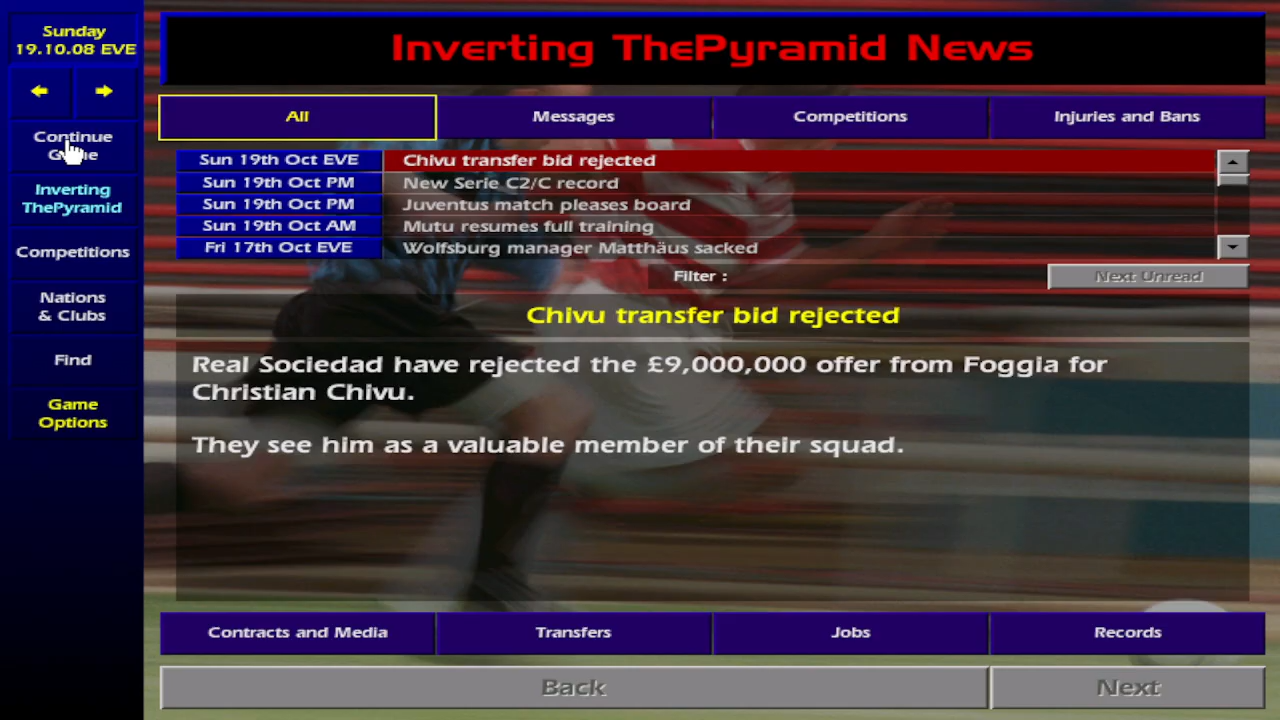 Sunday
19.10.08 EVE
Continue
Game
Inverting
ThePyramid
Competitions
Nations
& Clubs
Find
Game
Options
Inverting ThePyramid News
All Messages Competitions Injuries and Bans
Sun 19th Oct EVE Chivu transfer bid rejected
Sun 19th Oct PM New Serie C2/C record
Sun 19th Oct PM Juventus match pleases board
Sun 19th Oct AM Mutu resumes full training
Fri 17th Oct EVE Wolfsburg manager Matthäus sacked
Filter : Next Unread
Chivu transfer bid rejected
Real Sociedad have rejected the £9,000,000 offer from Foggia for
Christian Chivu.
They see him as a valuable member of their squad.
Contracts and Media Transfers Jobs Records
Back Next